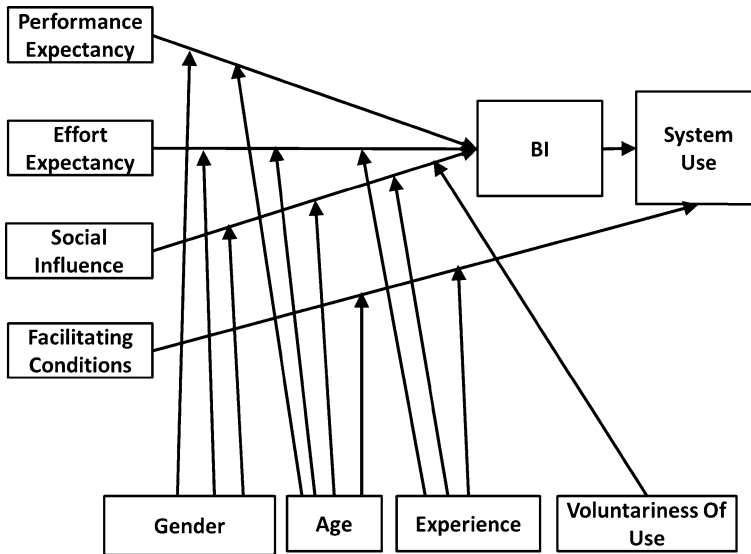 Performance
Expectancy
Effort
Expectancy
BI
System
Use
Social
Influence
Facilitating
Conditions
Gender
Age
Experience
Voluntariness Of
Use